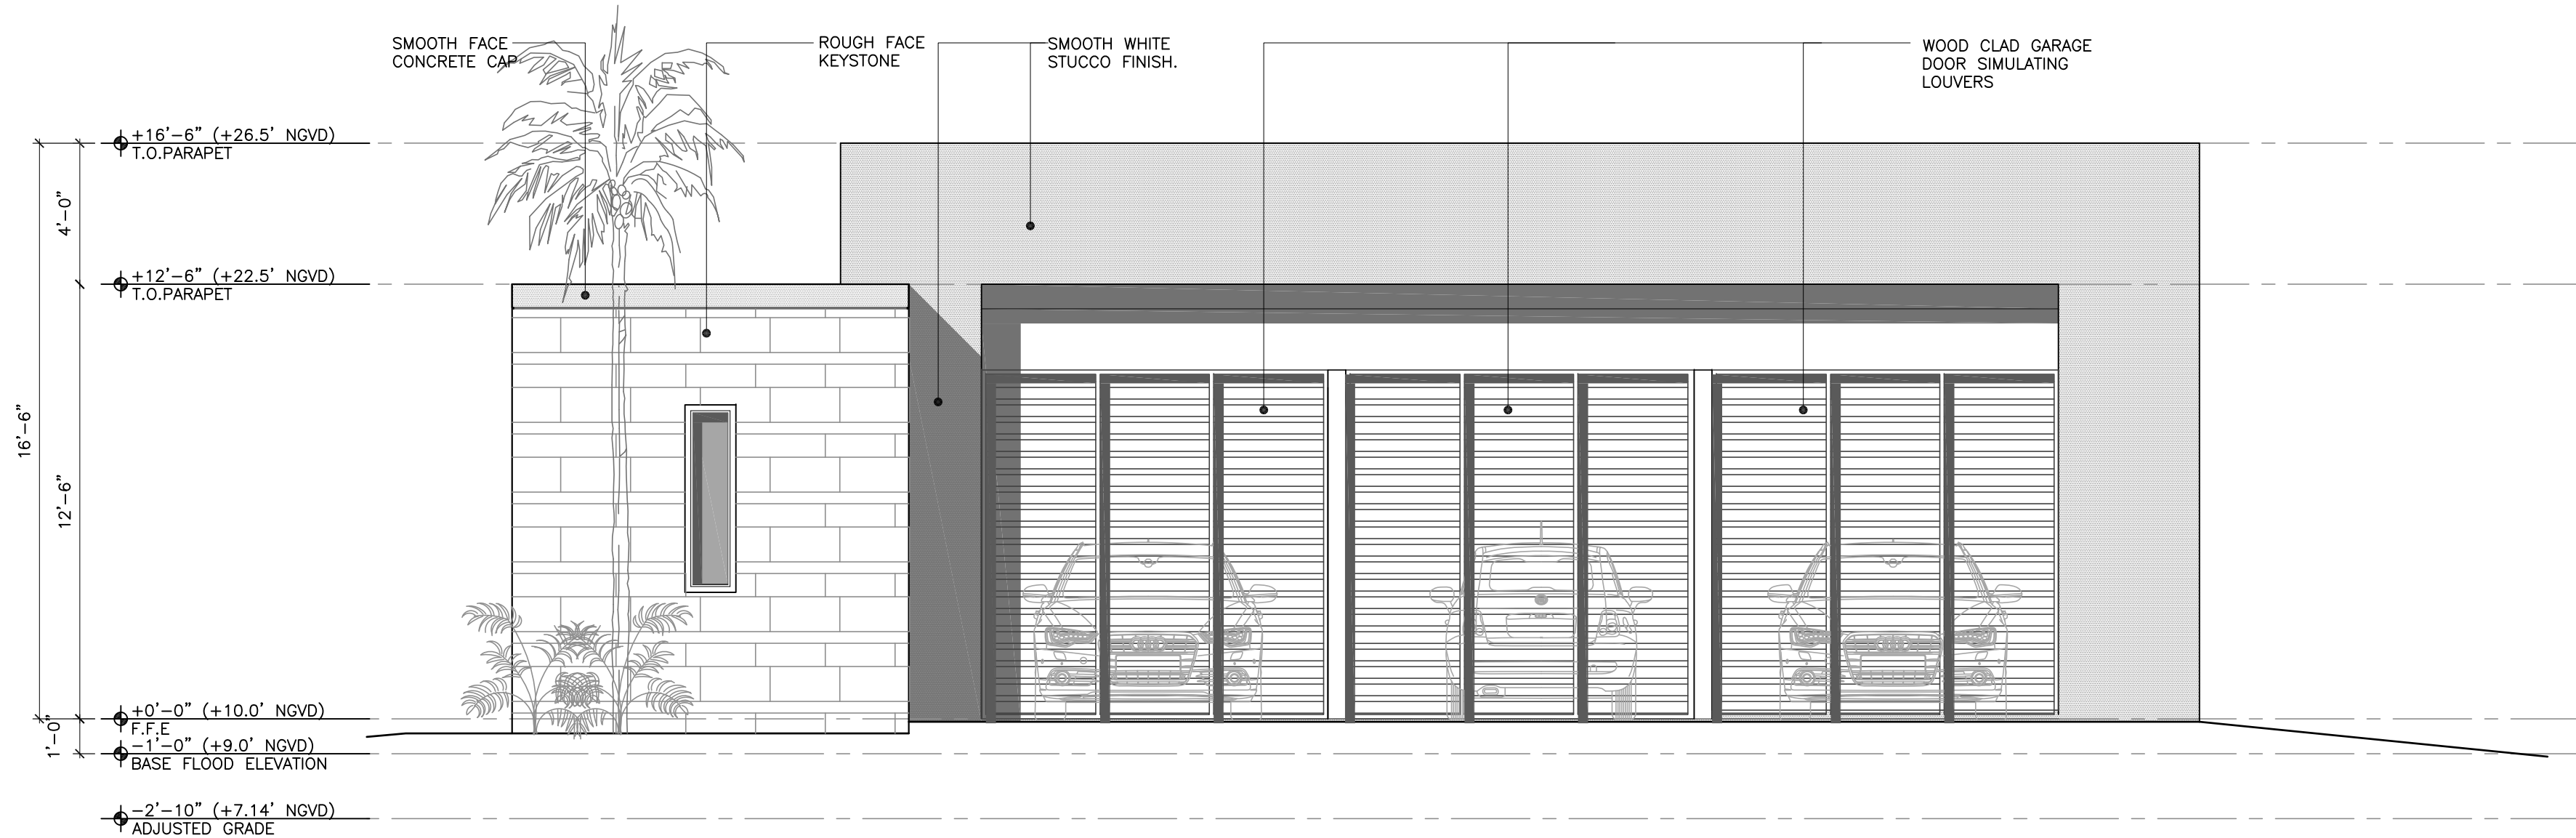 SMOOTH FACE
CONCRETE CAP
ROUGH FACE
KEYSTONE
SMOOTH WHITE
STUCCO FINISH.
WOOD CLAD GARAGE
DOOR SIMULATING
LOUVERS
+16'-6" (+26.5' NGVD)
T.O.PARAPET
4'-0"
+12'-6" (+22.5' NGVD)
T.O.PARAPET
16'-6"
12'-6"
+0'-0" (+10.0' NGVD)
F.F.E
1'-0"
-1'-0" (+9.0' NGVD)
BASE FLOOD ELEVATION
-2'-10" (+7.14' NGVD)
ADJUSTED GRADE